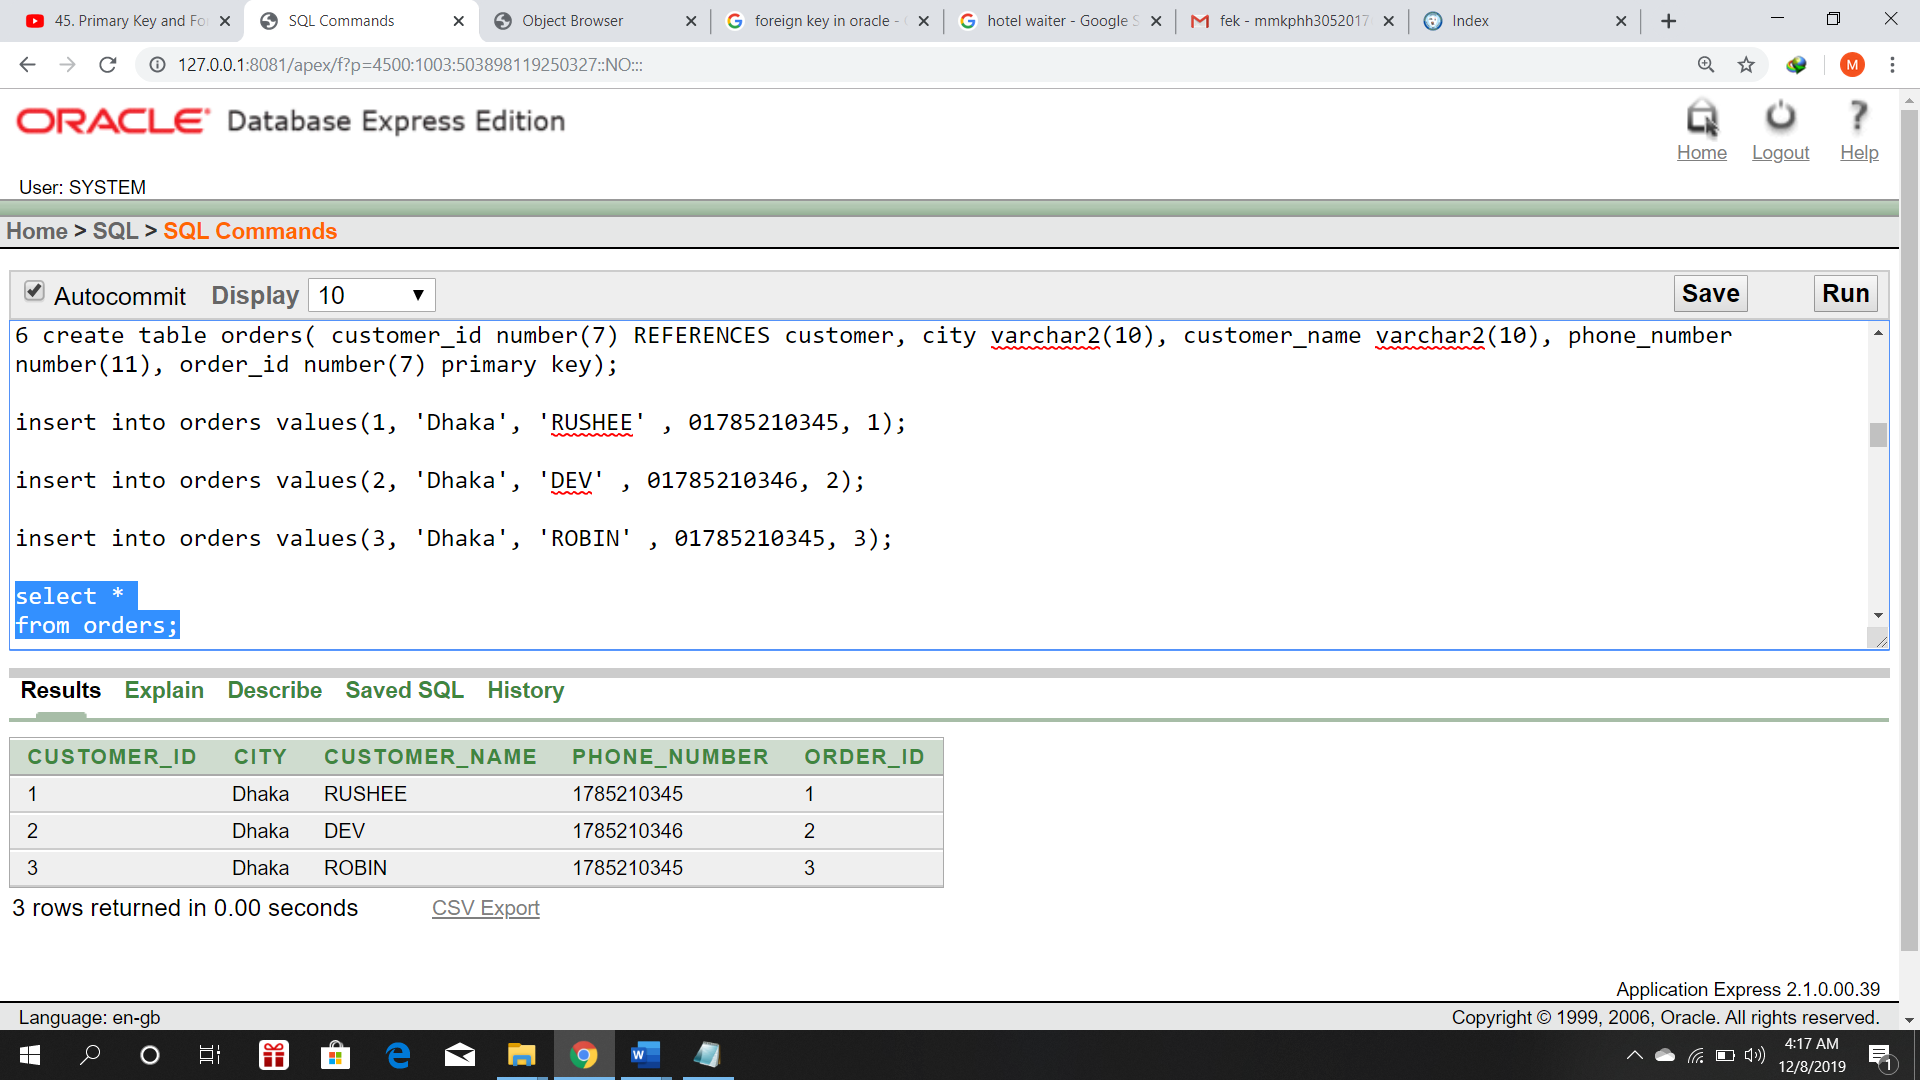 45. Primary Key and Fo
SQL Commands
Object Browser
foreign key in oracle -
hotel waiter - Google S
fek - mmkphh3052017
Index
127.0.0.1:8081/apex/f?p=4500:1003:503898119250327::NO:::
M
ORACLE Database Express Edition
Home Logout Help
User: SYSTEM
Home > SQL > SQL Commands
Autocommit Display 10 Save Run
6 create table orders( customer_id number(7) REFERENCES customer, city varchar2(10), customer_name varchar2(10), phone_number
number(11), order_id number(7) primary key);
insert into orders values(1, 'Dhaka', 'RUSHEE' , 01785210345, 1);
insert into orders values(2, 'Dhaka', 'DEV' , 01785210346, 2);
insert into orders values(3, 'Dhaka', 'ROBIN' , 01785210345, 3);
select *
from orders;
Results Explain Describe Saved SQL History
CUSTOMER_ID CITY CUSTOMER_NAME PHONE_NUMBER ORDER_ID
1 Dhaka RUSHEE 1785210345 1
2 Dhaka DEV 1785210346 2
3 Dhaka ROBIN 1785210345 3
3 rows returned in 0.00 seconds CSV Export
Application Express 2.1.0.00.39
Language: en-gb Copyright © 1999, 2006, Oracle. All rights reserved.
4:17 AM
12/8/2019
1